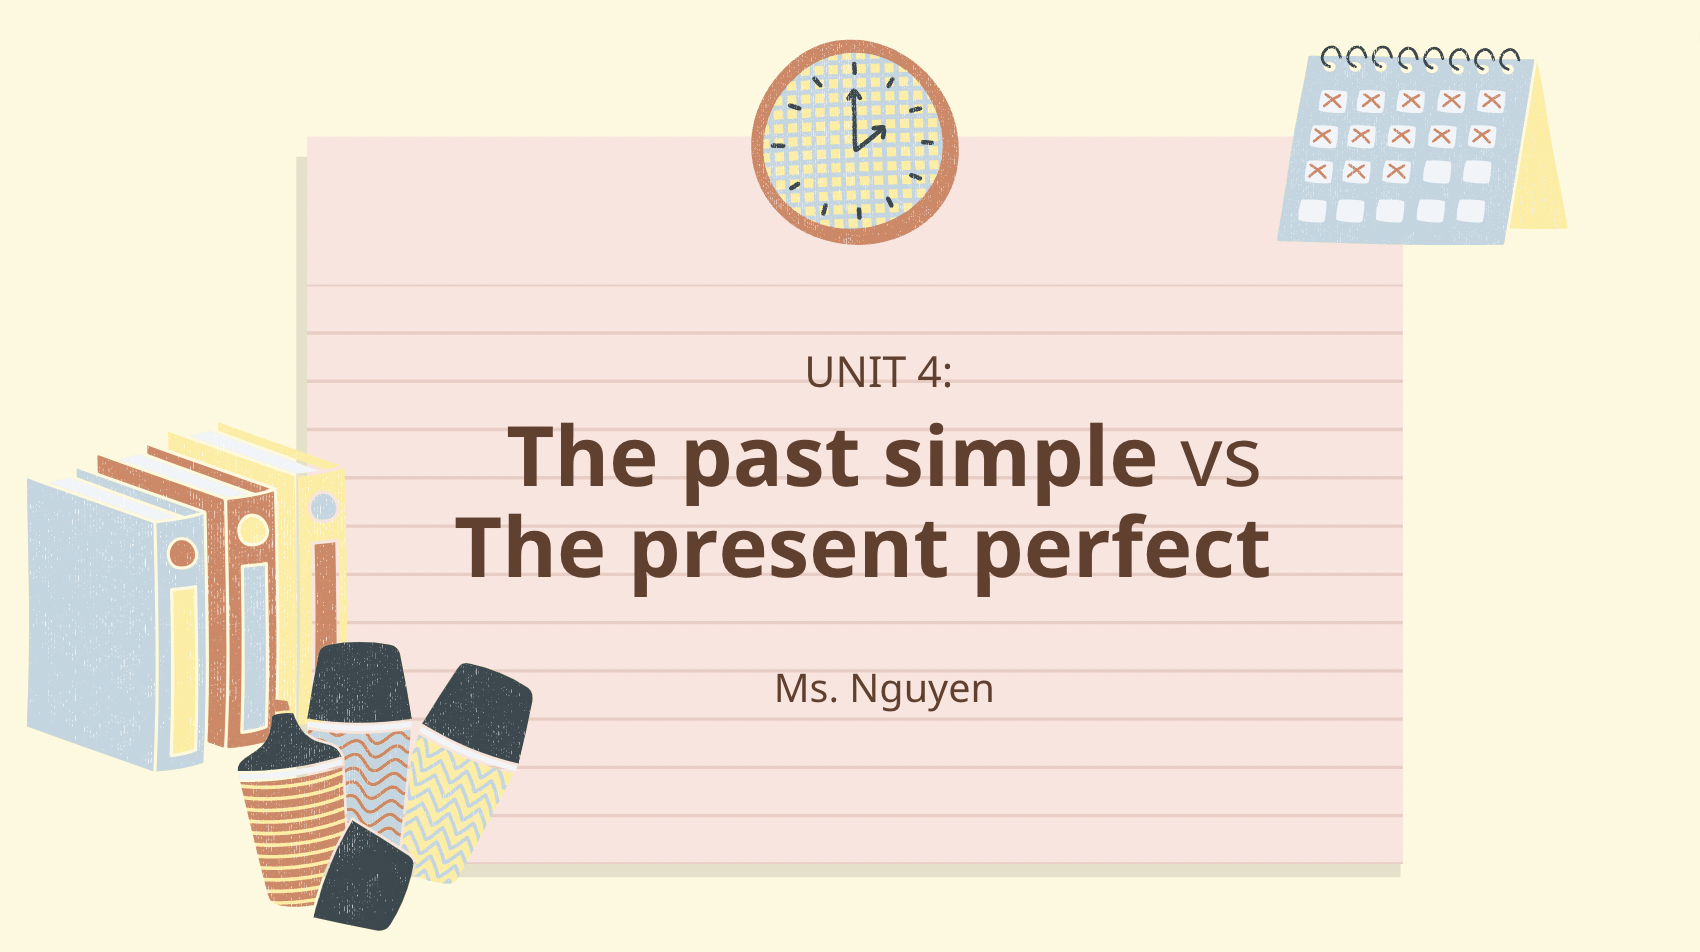 UNIT 4:
The past simple vs
The present perfect
Ms. Nguyen